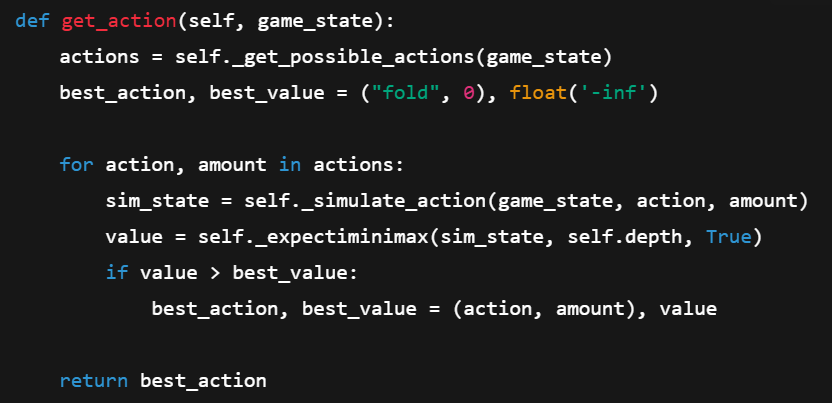 def get_action(self, game_state):
    actions = self._get_possible_actions(game_state)
    best_action, best_value = ("fold", 0), float('-inf')

    for action, amount in actions:
        sim_state = self._simulate_action(game_state, action, amount)
        value = self._expectiminimax(sim_state, self.depth, True)
        if value > best_value:
            best_action, best_value = (action, amount), value

    return best_action